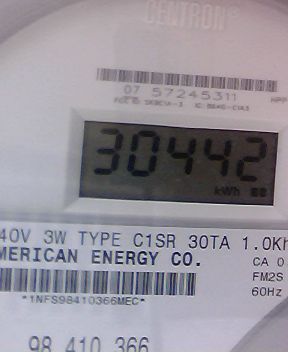 CENTRON®
07 57245311
30442
kWh
40V 3W TYPE C1SR 30TA 1.0Kh
MERICAN ENERGY CO.
CA 0
FM2S
60Hz
*1NFS98410366MEC*
98 410 366